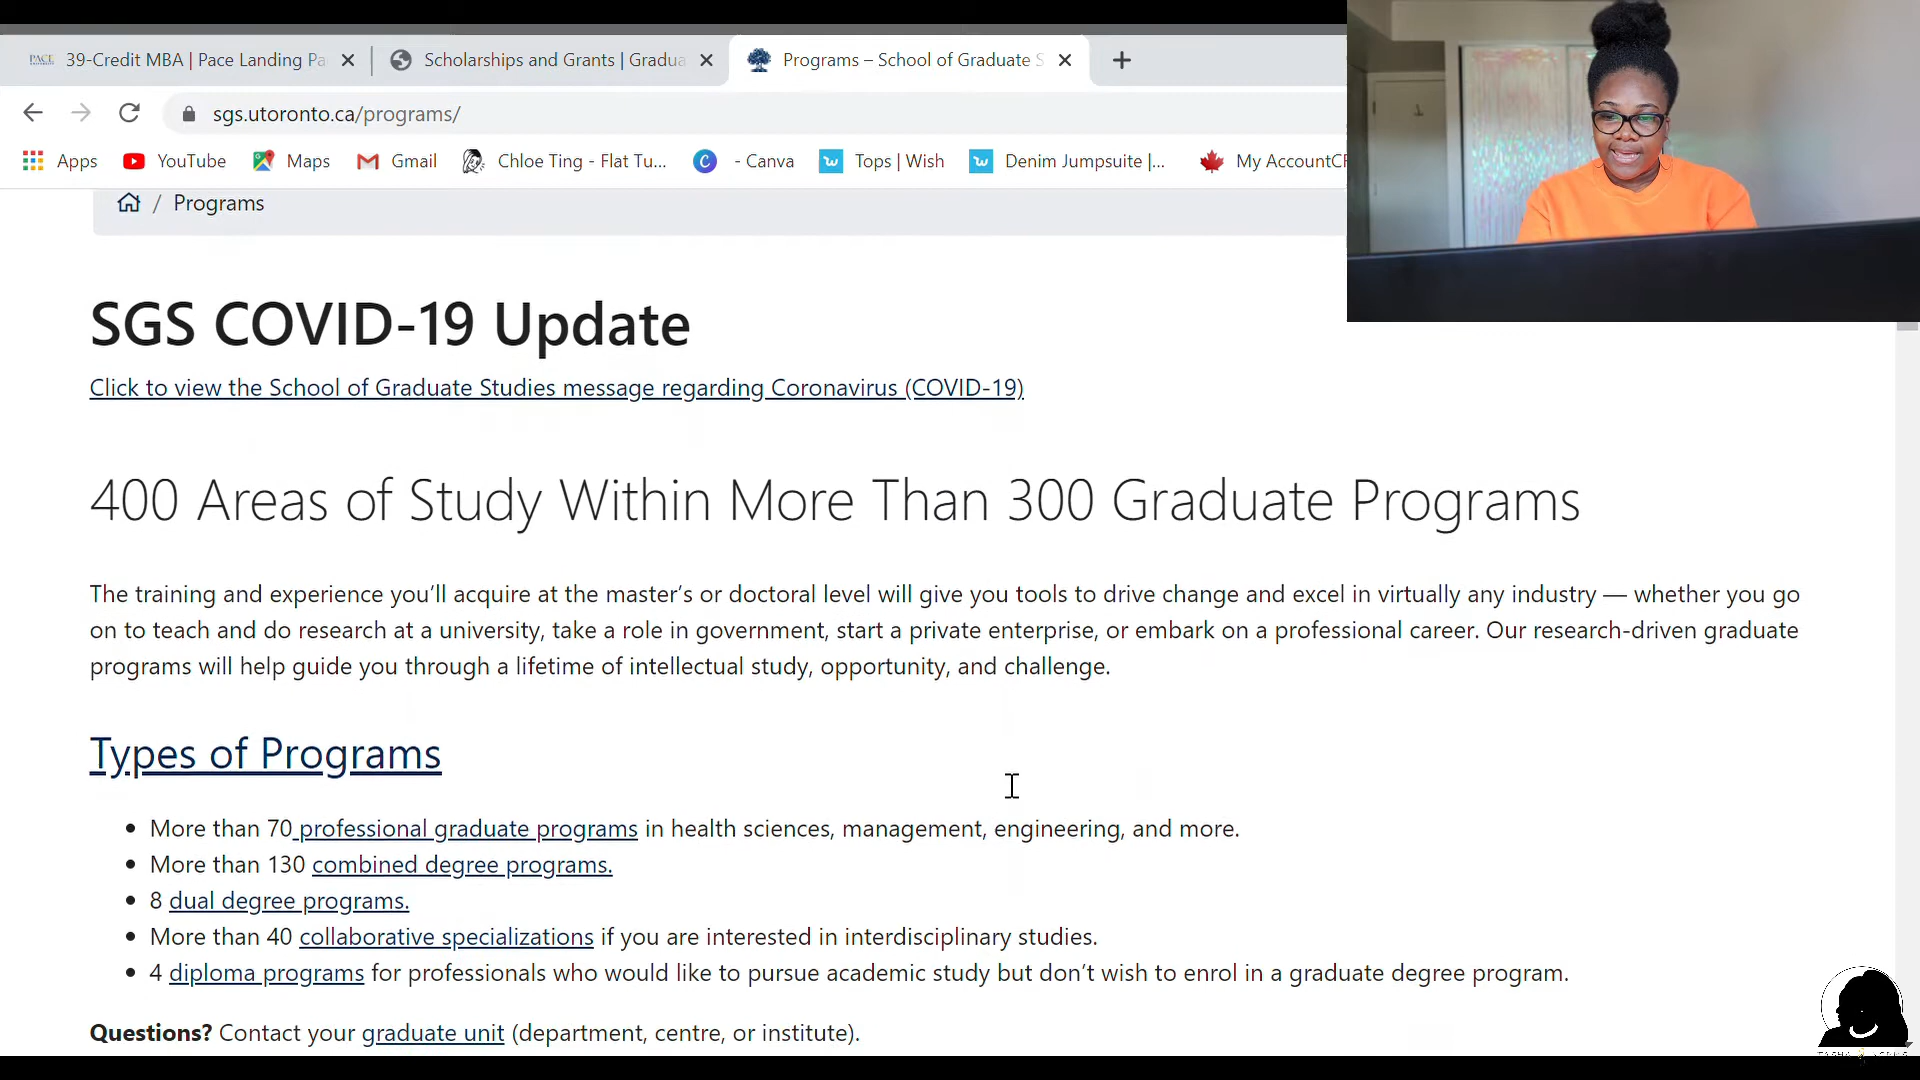 PACE 39-Credit MBA | Pace Landing Pa
Scholarships and Grants | Gradua
Programs – School of Graduate S
sgs.utoronto.ca/programs/
Apps YouTube Maps Gmail Chloe Ting - Flat Tu... - Canva Tops | Wish Denim Jumpsuite |... My AccountCR
Programs
SGS COVID-19 Update
Click to view the School of Graduate Studies message regarding Coronavirus (COVID-19)
400 Areas of Study Within More Than 300 Graduate Programs
The training and experience you’ll acquire at the master’s or doctoral level will give you tools to drive change and excel in virtually any industry — whether you go
on to teach and do research at a university, take a role in government, start a private enterprise, or embark on a professional career. Our research-driven graduate
programs will help guide you through a lifetime of intellectual study, opportunity, and challenge.
Types of Programs
• More than 70 professional graduate programs in health sciences, management, engineering, and more.
• More than 130 combined degree programs.
• 8 dual degree programs.
• More than 40 collaborative specializations if you are interested in interdisciplinary studies.
• 4 diploma programs for professionals who would like to pursue academic study but don’t wish to enrol in a graduate degree program.
Questions? Contact your graduate unit (department, centre, or institute).